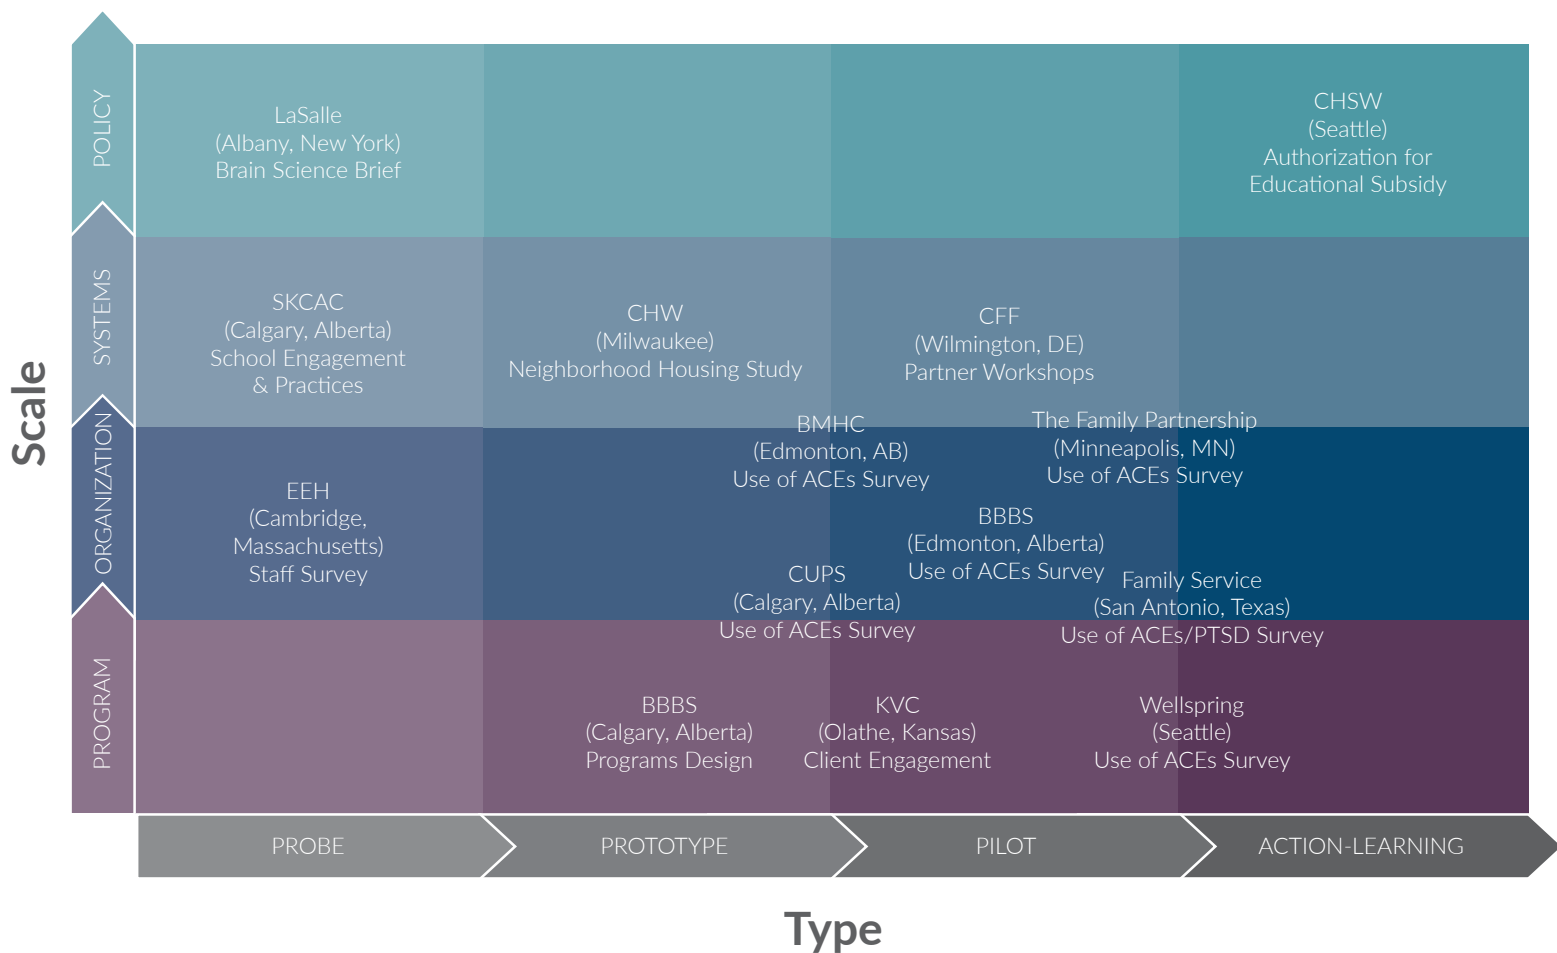 Scale
POLICY
SYSTEMS
ORGANIZATION
PROGRAM
LaSalle
(Albany, New York)
Brain Science Brief
CHSW
(Seattle)
Authorization for
Educational Subsidy
SKCAC
(Calgary, Alberta)
School Engagement
& Practices
CHW
(Milwaukee)
Neighborhood Housing Study
CFF
(Wilmington, DE)
Partner Workshops
BMHC
(Edmonton, AB)
Use of ACEs Survey
The Family Partnership
(Minneapolis, MN)
Use of ACEs Survey
EEH
(Cambridge,
Massachusetts)
Staff Survey
BBBS
(Edmonton, Alberta)
Use of ACEs Survey
CUPS
(Calgary, Alberta)
Use of ACEs Survey
Family Service
(San Antonio, Texas)
Use of ACEs/PTSD Survey
BBBS
(Calgary, Alberta)
Programs Design
KVC
(Olathe, Kansas)
Client Engagement
Wellspring
(Seattle)
Use of ACEs Survey
PROBE
PROTOTYPE
PILOT
ACTION-LEARNING
Type